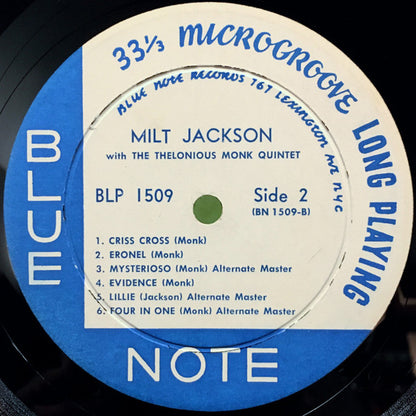 33⅓ MICROGROOVE LONG PLAYING
BLUE NOTE RECORDS 767 LEXINGTON AVE NYC
MILT JACKSON
with THE THELONIOUS MONK QUINTET
BLP 1509 Side 2
(BN 1509-B)
1. CRISS CROSS (Monk)
2. ERONEL (Monk)
3. MYSTERIOSO (Monk) Alternate Master
4. EVIDENCE (Monk)
5. LILLIE (Jackson) Alternate Master
6. FOUR IN ONE (Monk) Alternate Master
BLUE
NOTE